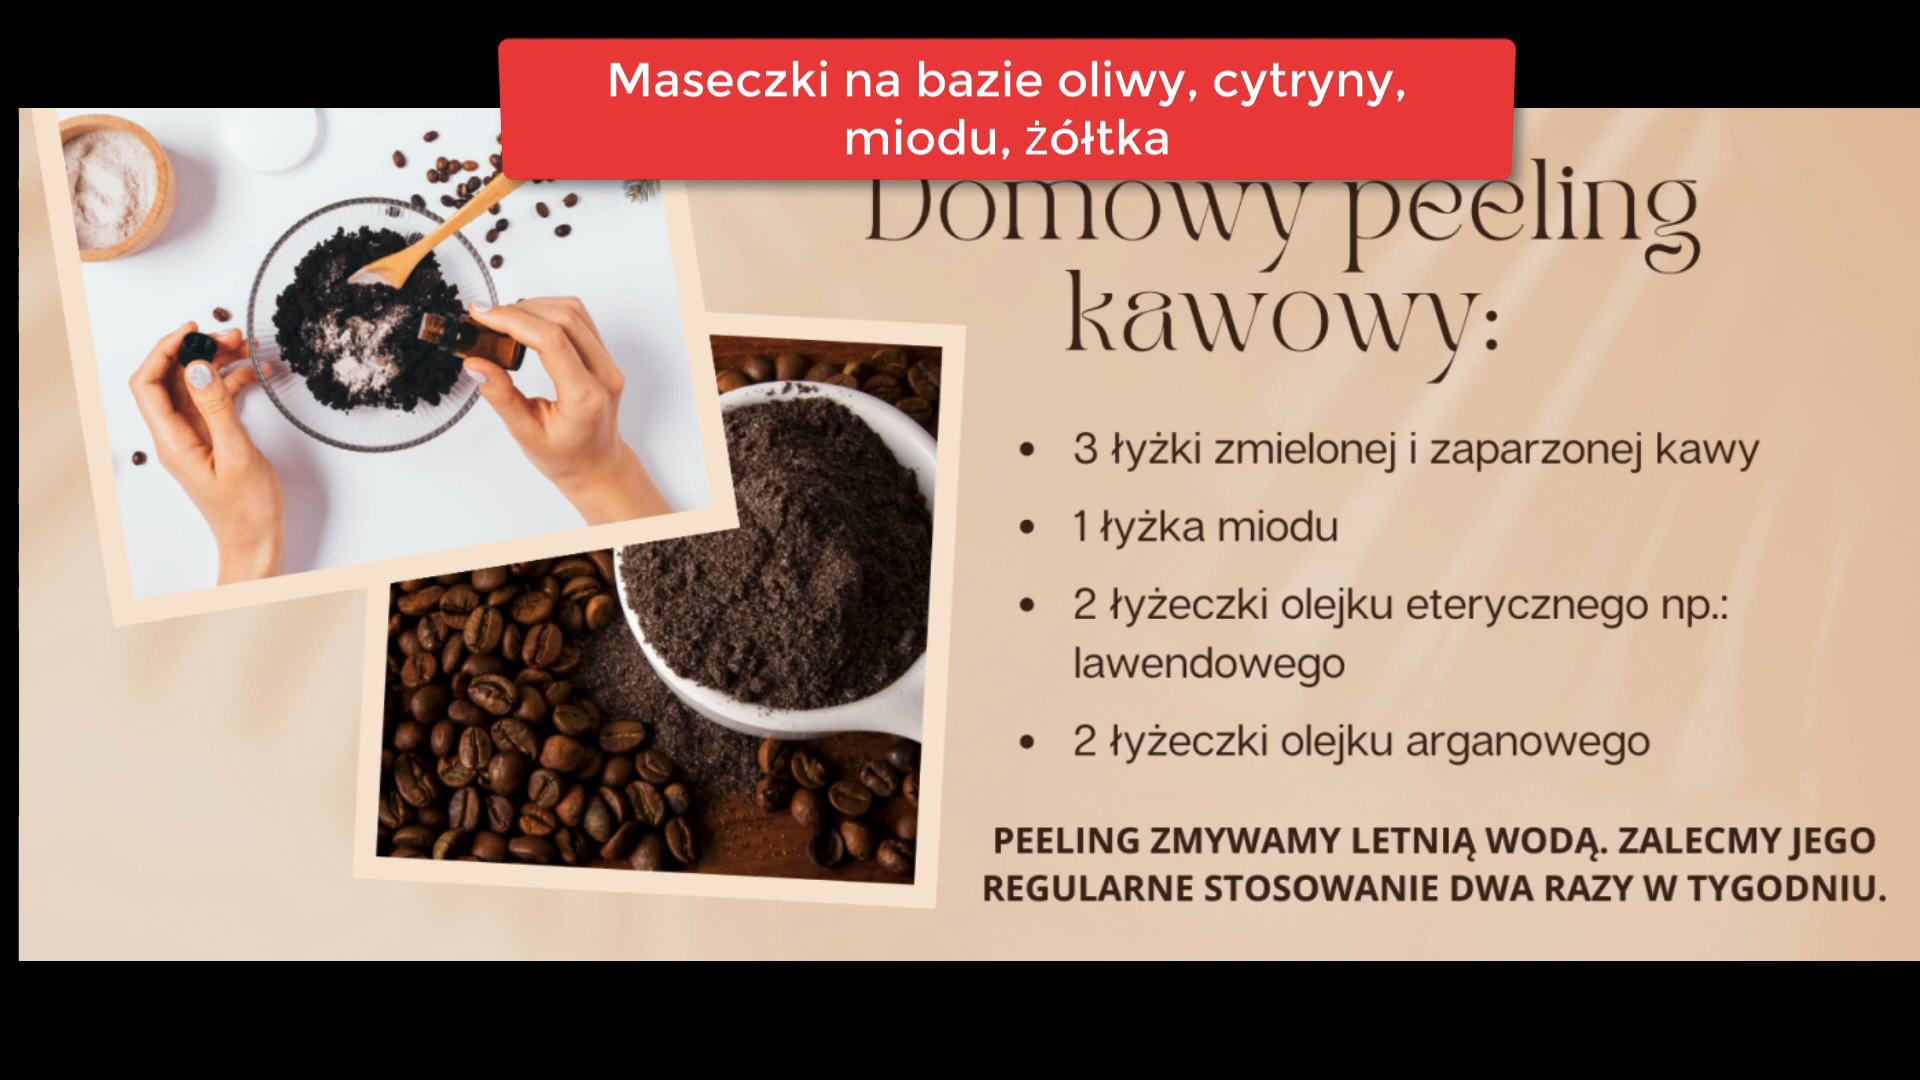 Maseczki na bazie oliwy, cytryny,
miodu, żółtka
Domowy peeling
kawowy:
• 3 łyżki zmielonej i zaparzonej kawy
• 1 łyżka miodu
• 2 łyżeczki olejku eterycznego np.:
lawendowego
• 2 łyżeczki olejku arganowego
PEELING ZMYWAMY LETNIĄ WODĄ. ZALECMY JEGO
REGULARNE STOSOWANIE DWA RAZY W TYGODNIU.